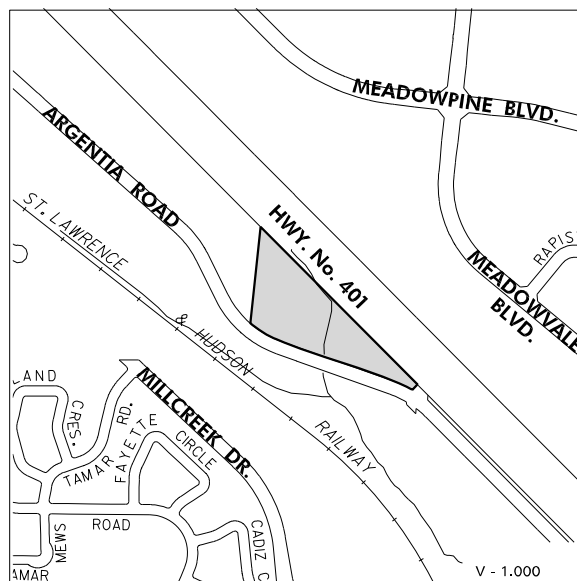 MEADOWPINE BLVD.
ARGENTIA ROAD
ST. LAWRENCE
& HUDSON
RAILWAY
HWY. No. 401
RAPIS
MEADOWVALE
BLVD.
LAND
CRES.
TAMAR RD.
FAYETTE CIRCLE
MILLCREEK DR.
ROAD
MEWS
AMAR
CADIZ C
V - 1.000